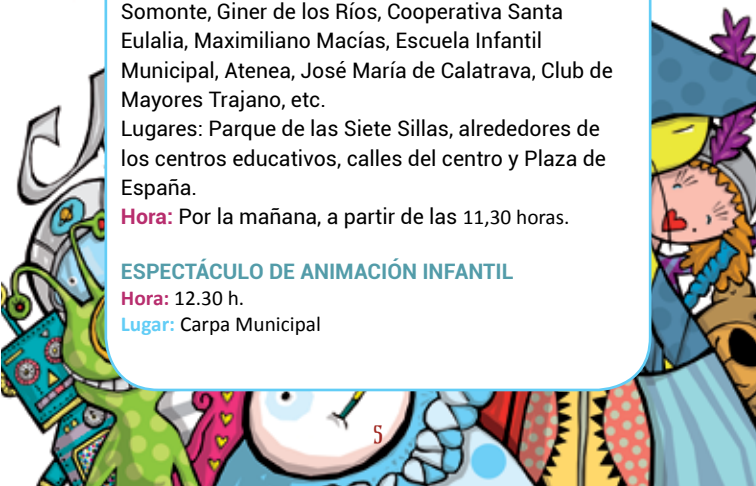 Somonte, Giner de los Ríos, Cooperativa Santa
Eulalia, Maximiliano Macías, Escuela Infantil
Municipal, Atenea, José María de Calatrava, Club de
Mayores Trajano, etc.
Lugares: Parque de las Siete Sillas, alrededores de
los centros educativos, calles del centro y Plaza de
España.
Hora: Por la mañana, a partir de las 11,30 horas.
ESPECTÁCULO DE ANIMACIÓN INFANTIL
Hora: 12.30 h.
Lugar: Carpa Municipal
5